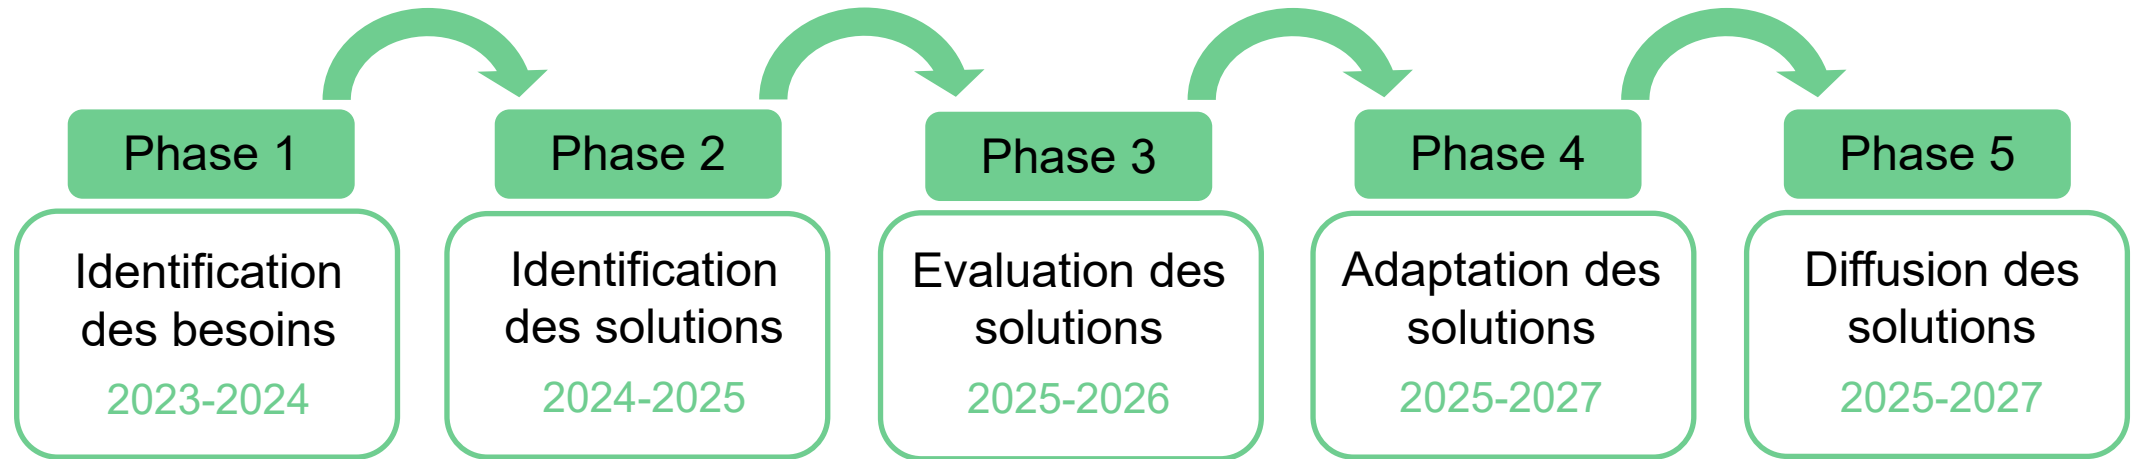 Phase 1
Identification
des besoins
2023-2024
Phase 2
Identification
des solutions
2024-2025
Phase 3
Evaluation des
solutions
2025-2026
Phase 4
Adaptation des
solutions
2025-2027
Phase 5
Diffusion des
solutions
2025-2027